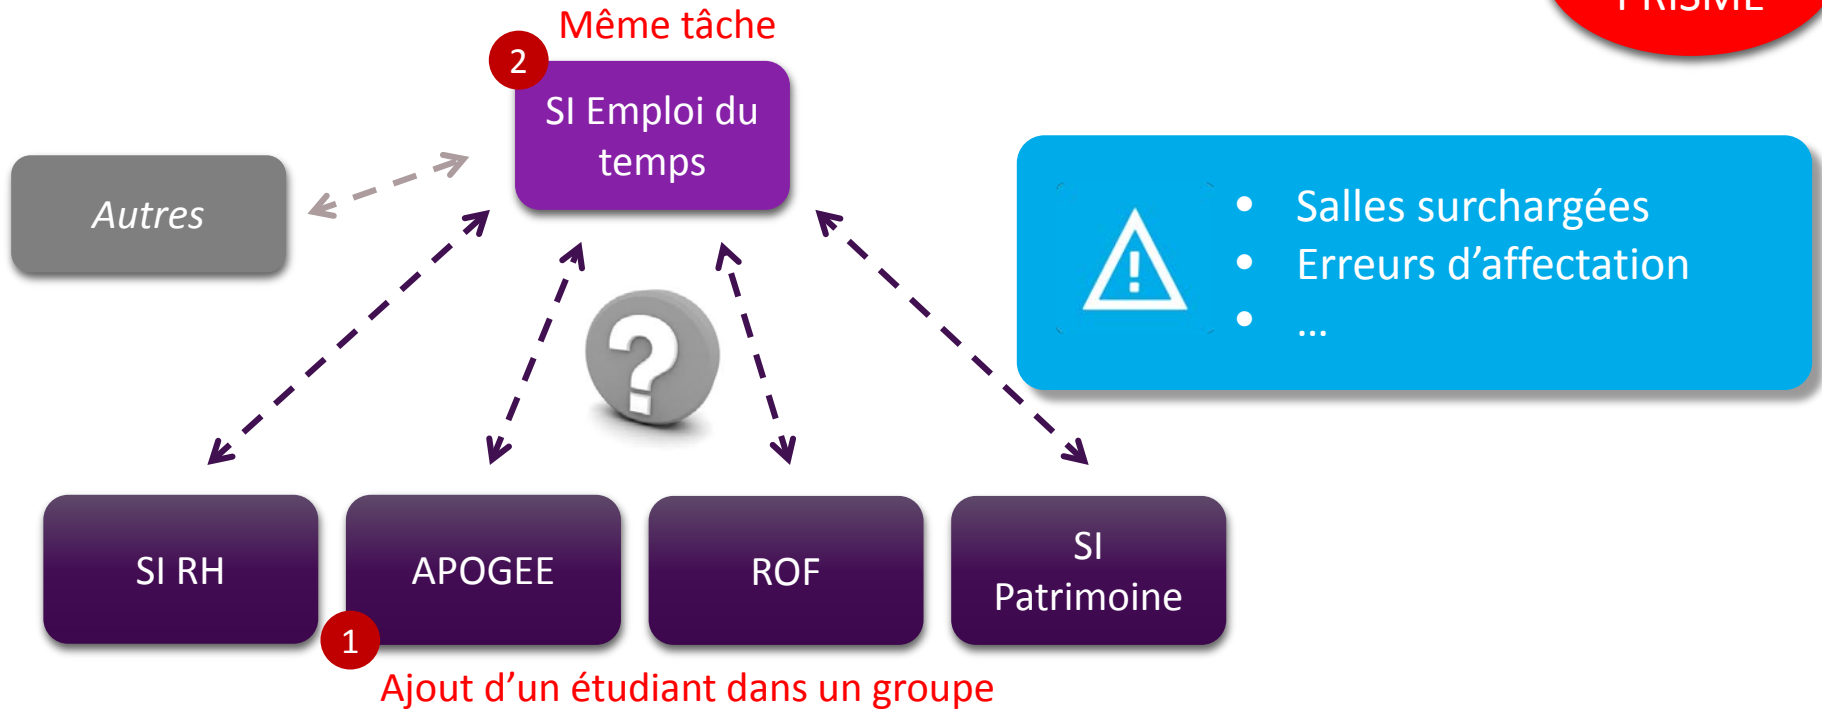 PRISME
Même tâche
2
SI Emploi du
temps
Autres
• Salles surchargées
• Erreurs d’affectation
• ...
SI RH
APOGEE
ROF
SI
Patrimoine
1
Ajout d’un étudiant dans un groupe